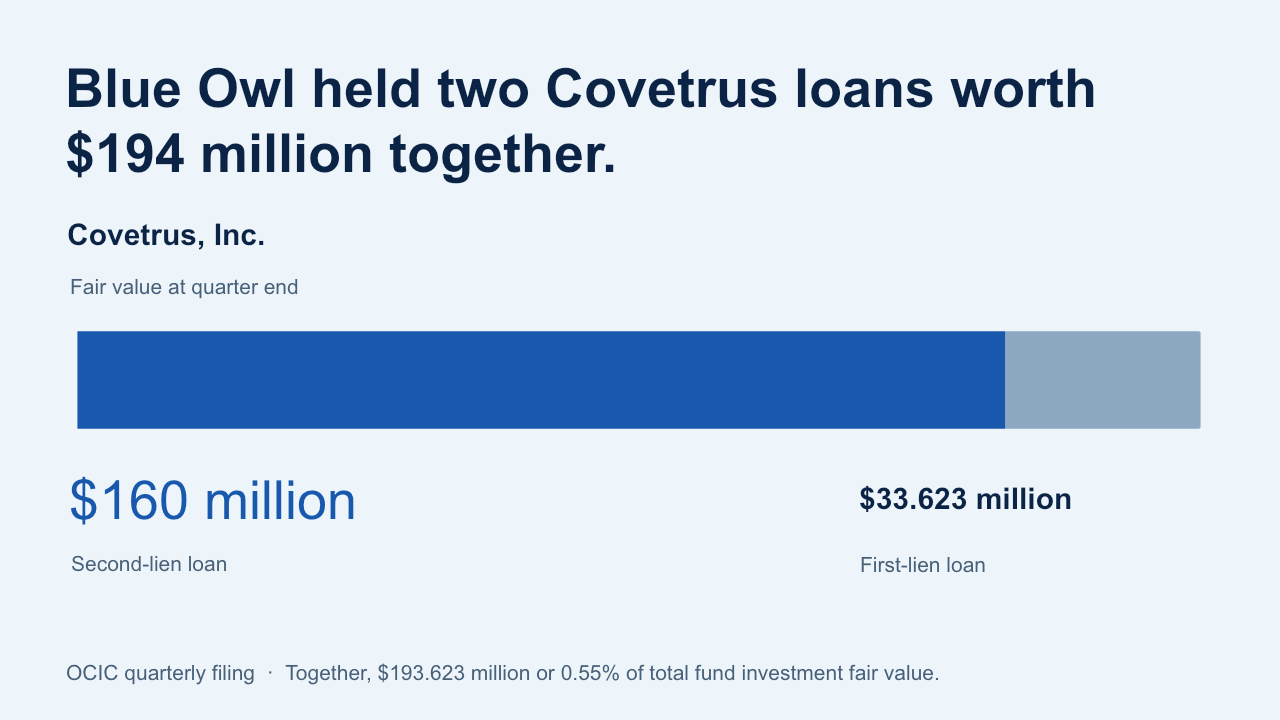 Blue Owl held two Covetrus loans worth
$194 million together.
Covetrus, Inc.
Fair value at quarter end
$160 million
$33.623 million
Second-lien loan
First-lien loan
OCIC quarterly filing · Together, $193.623 million or 0.55% of total fund investment fair value.